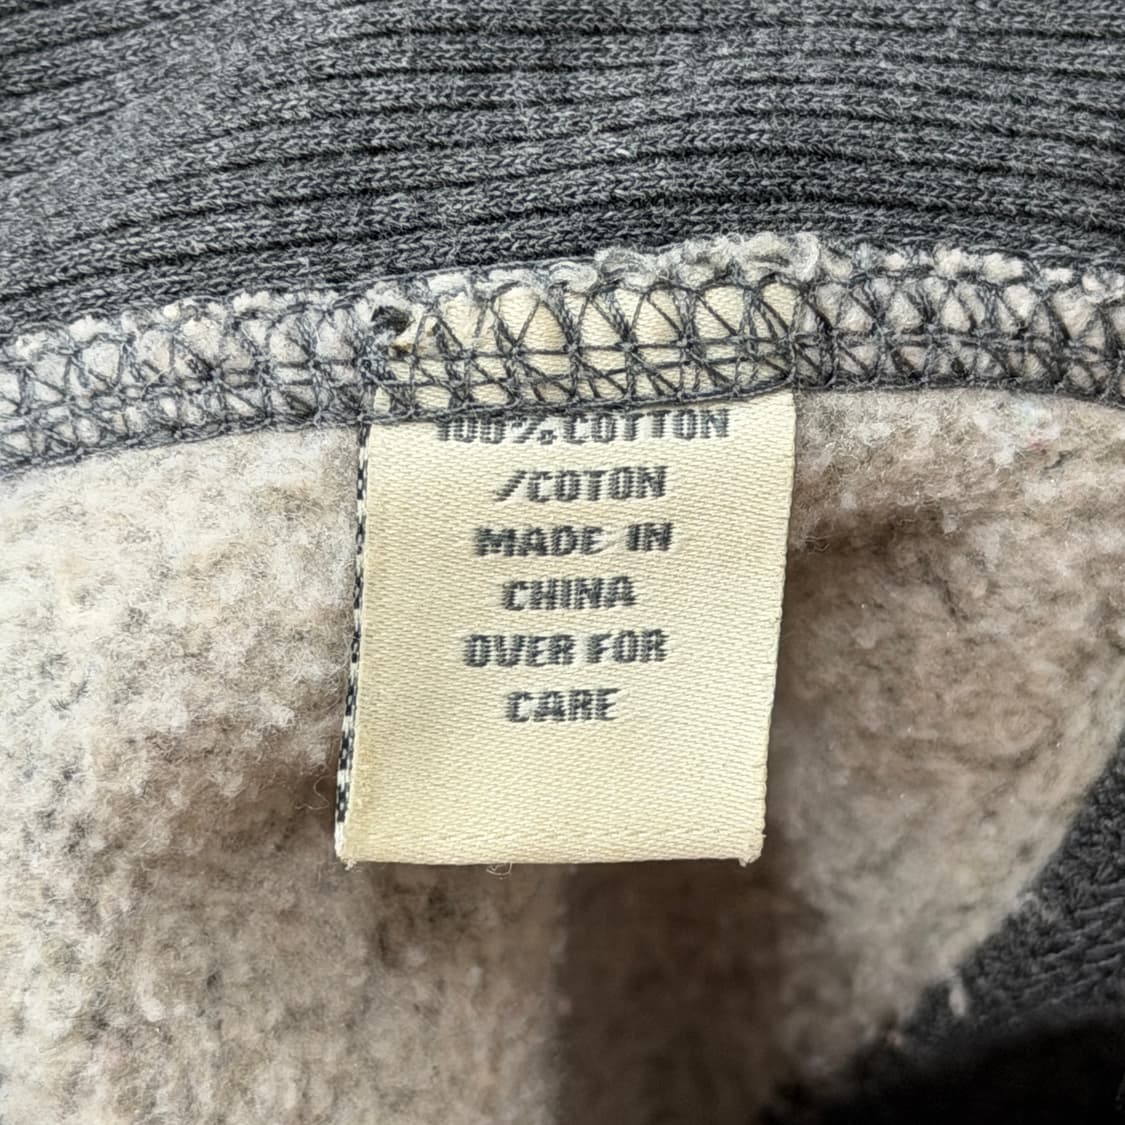 100% COTTON
/COTON
MADE IN
CHINA
OVER FOR
CARE